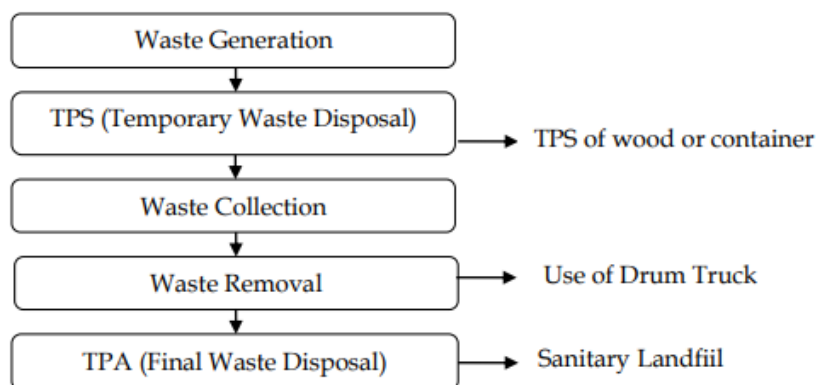 Waste Generation
TPS (Temporary Waste Disposal)
TPS of wood or container
Waste Collection
Waste Removal
Use of Drum Truck
TPA (Final Waste Disposal)
Sanitary Landfiil